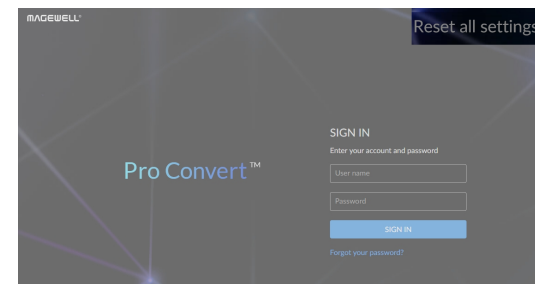 MAGEWELL®
Reset all settings
SIGN IN
Enter your account and password
Pro Convert™
User name
Password
SIGN IN
Forgot your password?